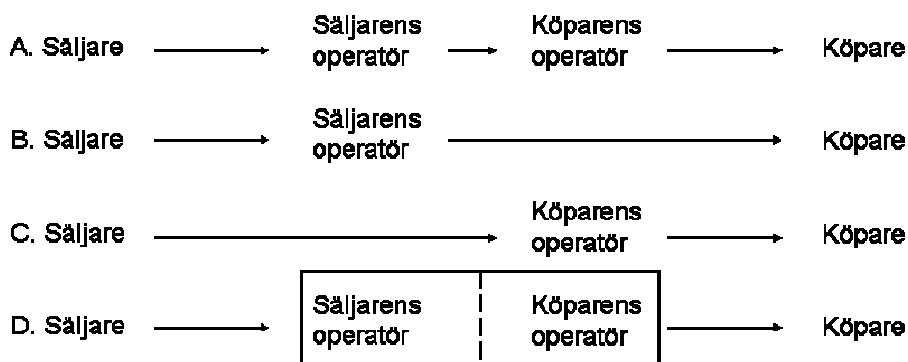 Säljarens Köparens
A. Säljare operatör operatör Köpare
Säljarens
B. Säljare operatör Köpare
Köparens
C. Säljare operatör Köpare
Säljarens Köparens
D. Säljare operatör operatör Köpare